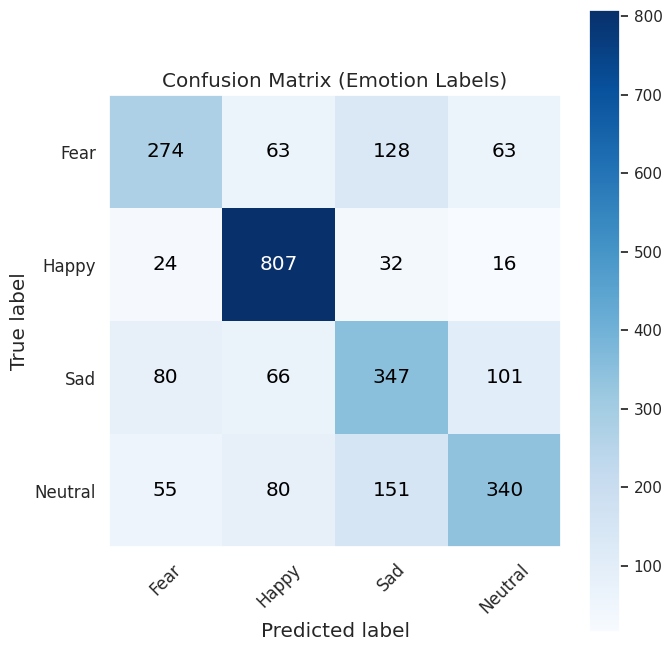 Confusion Matrix (Emotion Labels)
True label
Fear 274 63 128 63
Happy 24 807 32 16
Sad 80 66 347 101
Neutral 55 80 151 340
Fear Happy Sad Neutral
Predicted label
800
700
600
500
400
300
200
100